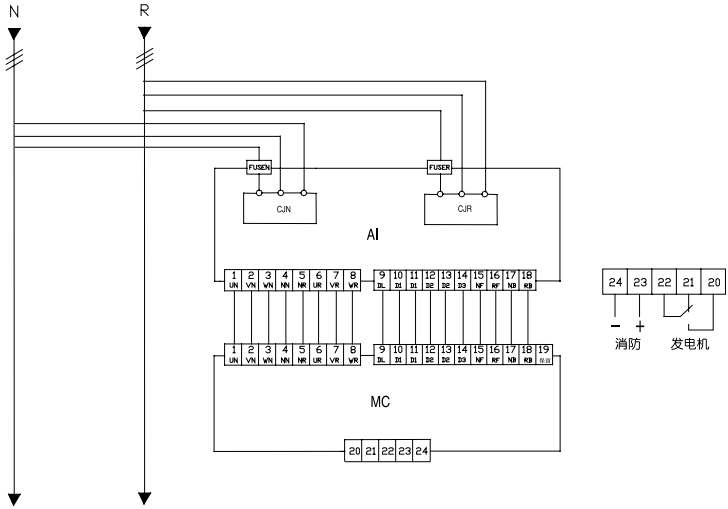 N R
FUSEN FUSER
CJN CJR
AI
1 2 3 4 5 6 7 8 9 10 11 12 13 14 15 16 17 18
UN VN WN NN NR UR VR WR DL D1 D1 D2 D2 D3 NF RF NB RB
24 23 22 21 20
- +
消防 发电机
1 2 3 4 5 6 7 8 9 10 11 12 13 14 15 16 17 18 19
UN VN WN NN NR UR VR WR DL D1 D1 D2 D2 D3 NF RF NB RB
MC
20 21 22 23 24